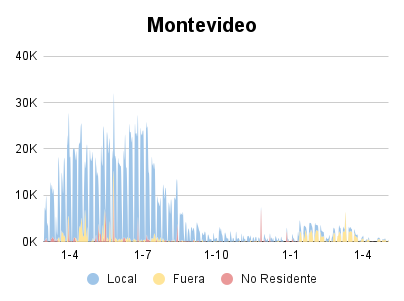 Montevideo
40K
30K
20K
10K
0K
1-4 1-7 1-10 1-1 1-4
Local Fuera No Residente